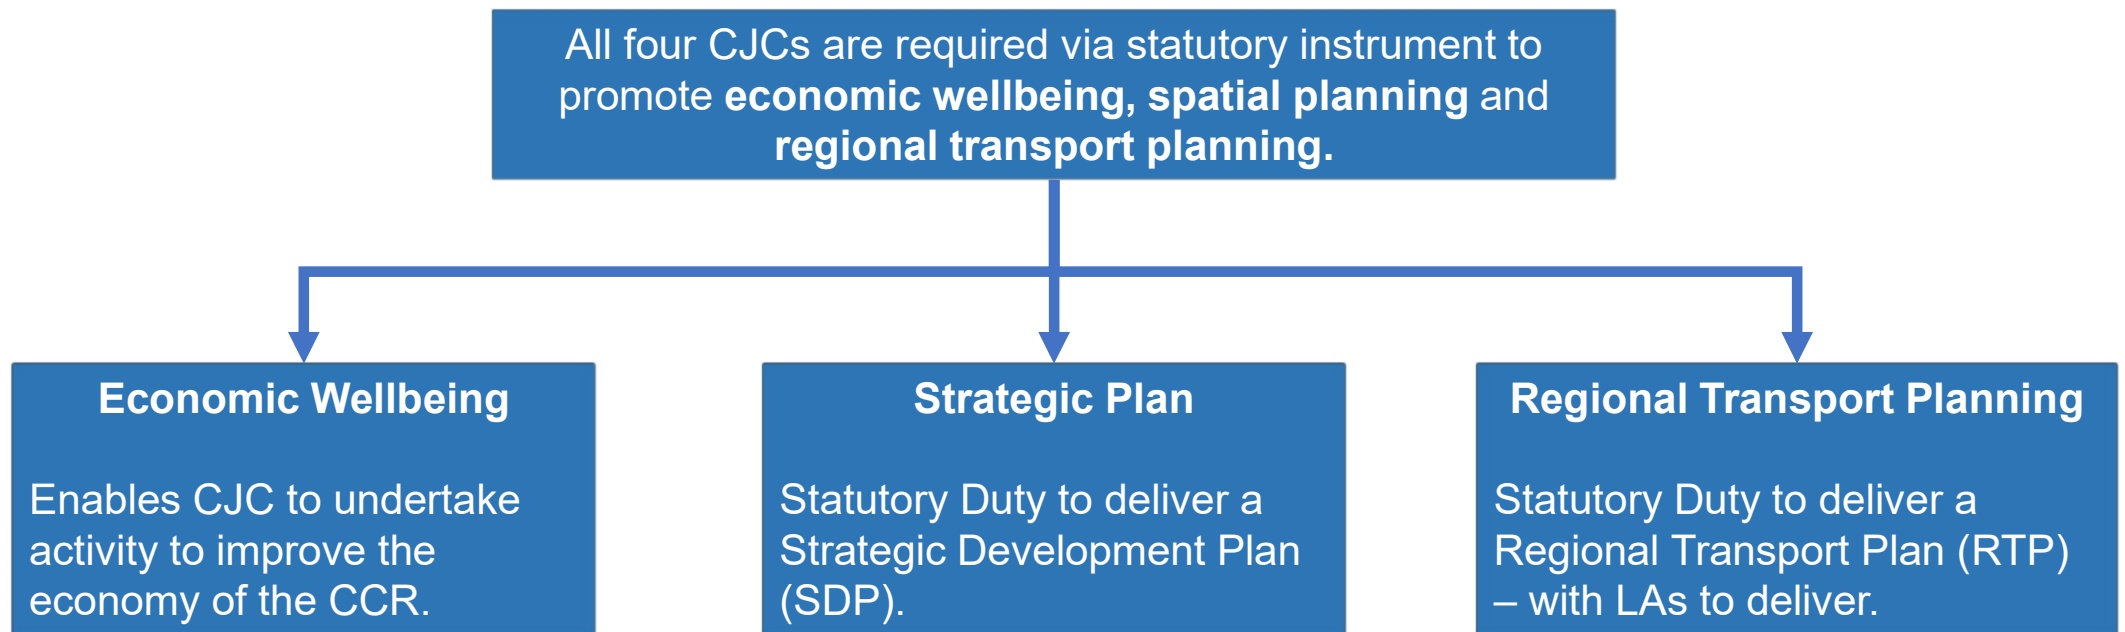 All four CJCs are required via statutory instrument to
promote economic wellbeing, spatial planning and
regional transport planning.
Economic Wellbeing
Enables CJC to undertake
activity to improve the
economy of the CCR.
Strategic Plan
Statutory Duty to deliver a
Strategic Development Plan
(SDP).
Regional Transport Planning
Statutory Duty to deliver a
Regional Transport Plan (RTP)
– with LAs to deliver.